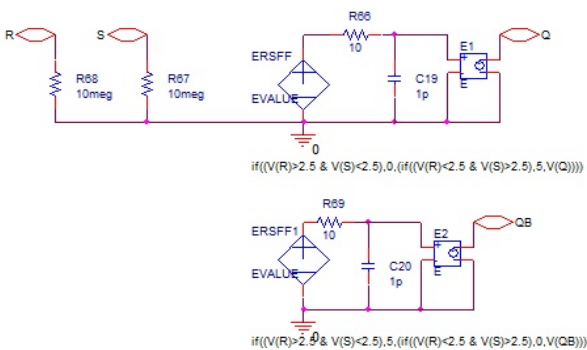 R
S
R68
10meg
R67
10meg
ERSFF
EVALUE
R66
10
C19
1p
E1
E
Q
0
if((V(R)>2.5 & V(S)<2.5),0,(if((V(R)<2.5 & V(S)>2.5),5,V(Q))))
ERSFF1
EVALUE
R69
10
C20
1p
E2
E
QB
0
if((V(R)>2.5 & V(S)<2.5),5,(if((V(R)<2.5 & V(S)>2.5),0,V(QB))))